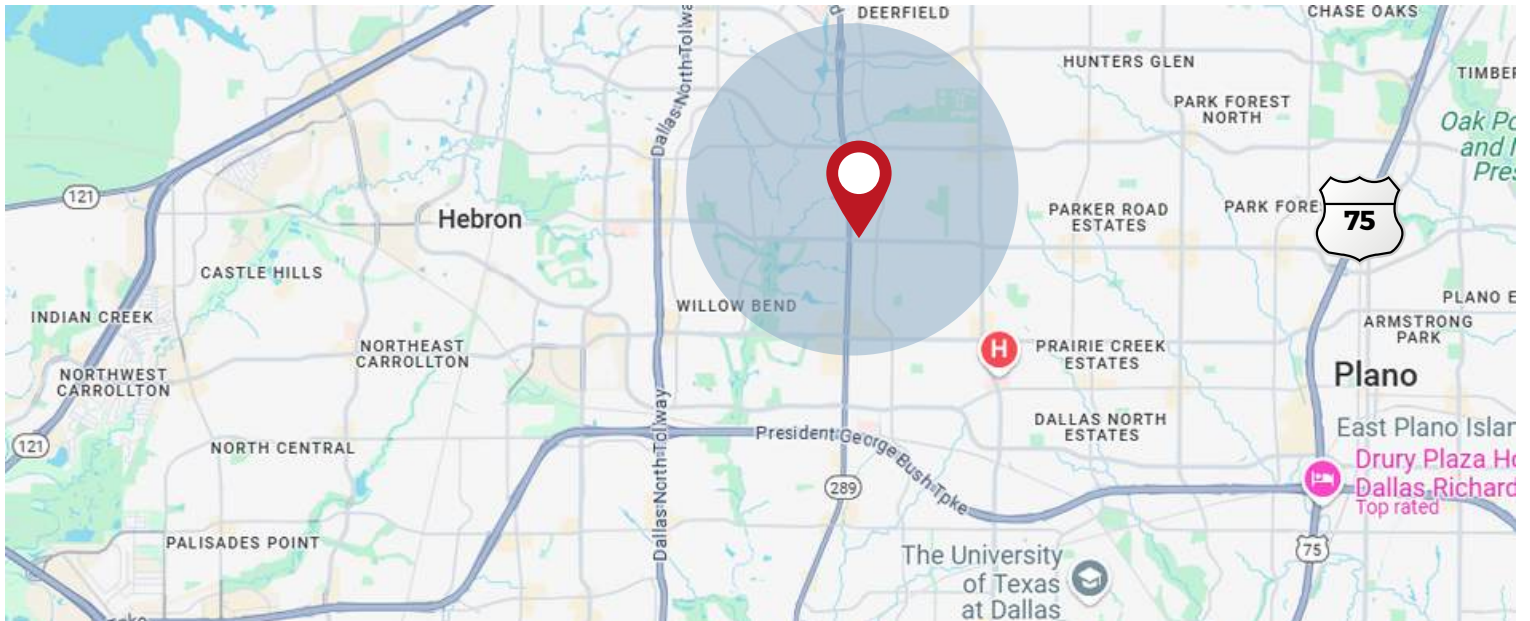 DEERFIELD
CHASE OAKS
HUNTERS GLEN
TIMBER
PARK FOREST
NORTH
Oak Po
and
Pres
Dallas-North-Tollwa
121
Hebron
PARKER ROAD
ESTATES
PARK FORE
75
CASTLE HILLS
WILLOW BEND
INDIAN CREEK
PLANO E
ARMSTRONG
PARK
NORTHEAST
CARROLLTON
H
PRAIRIE CREEK
ESTATES
NORTHWEST
CARROLLTON
Plano
Dallas-North-Tollway
DALLAS NORTH
ESTATES
East Plano Islan
121
NORTH CENTRAL
President George Bush Tpke
Drury Plaza Ho
Dallas Richard
Top rated
289
PALISADES POINT
75
The University
of Texas
at Dallas